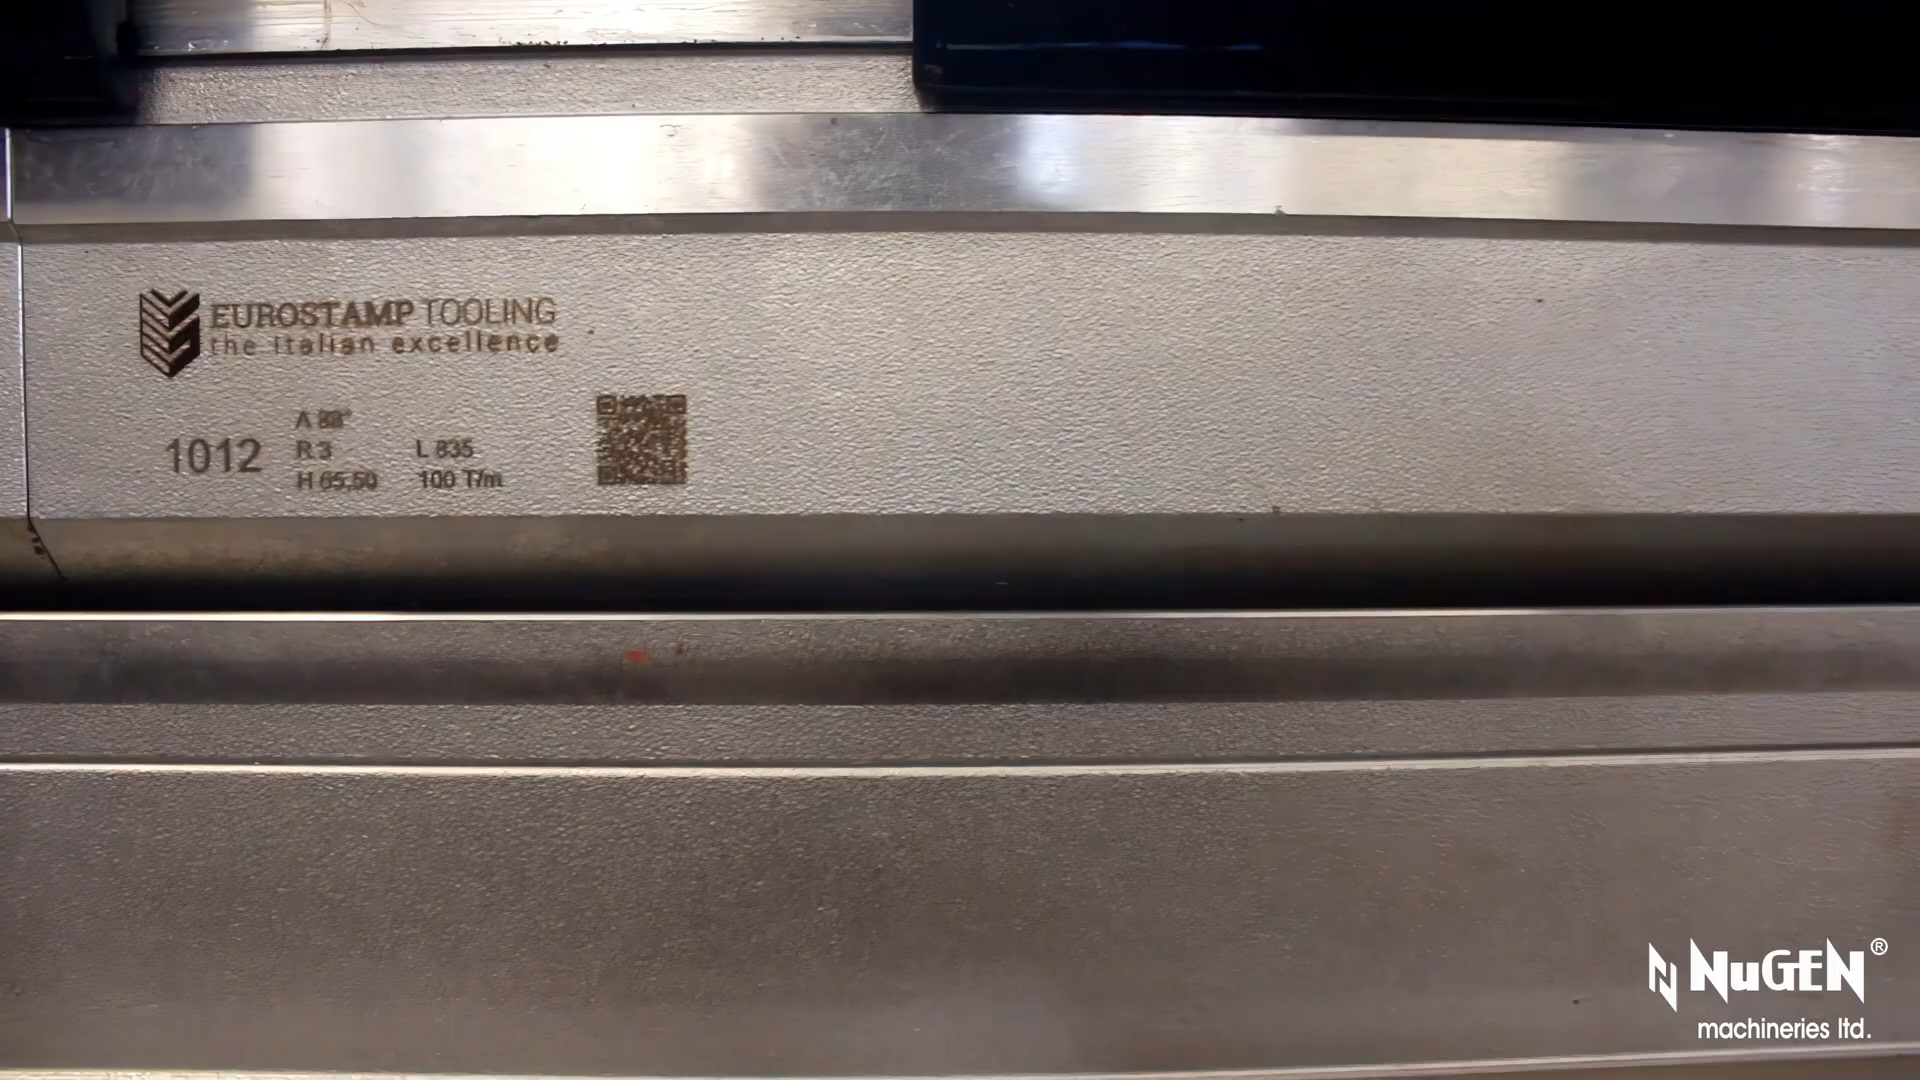 EUROSTAMP TOOLING
the italian excellence
1012
A 88°
R 3
H 65,50
L 835
100 T/m
NuGEN®
machineries ltd.